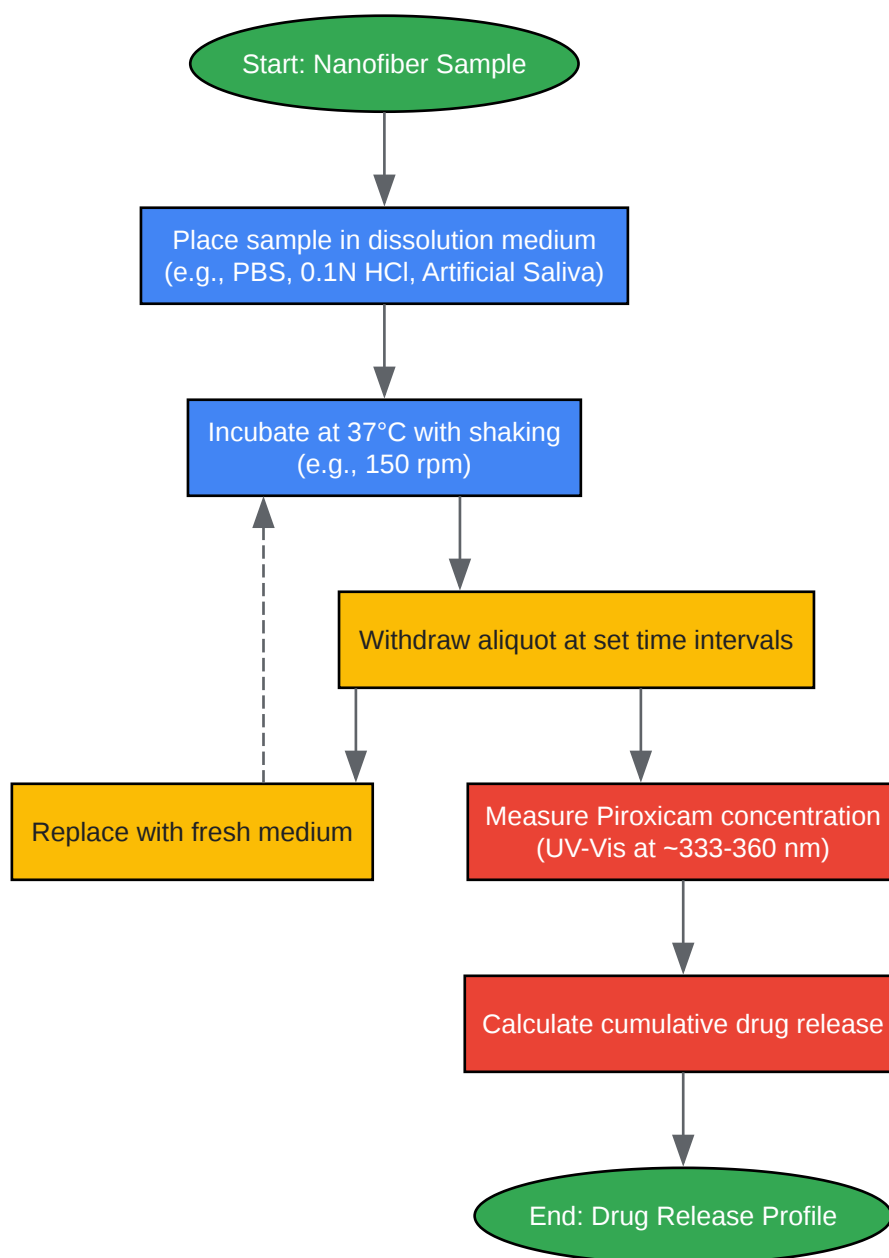 Start: Nanofiber Sample
Place sample in dissolution medium
(e.g., PBS, 0.1N HCl, Artificial Saliva)
Incubate at 37°C with shaking
(e.g., 150 rpm)
Withdraw aliquot at set time intervals
Replace with fresh medium
Measure Piroxicam concentration
(UV-Vis at ~333-360 nm)
Calculate cumulative drug release
End: Drug Release Profile